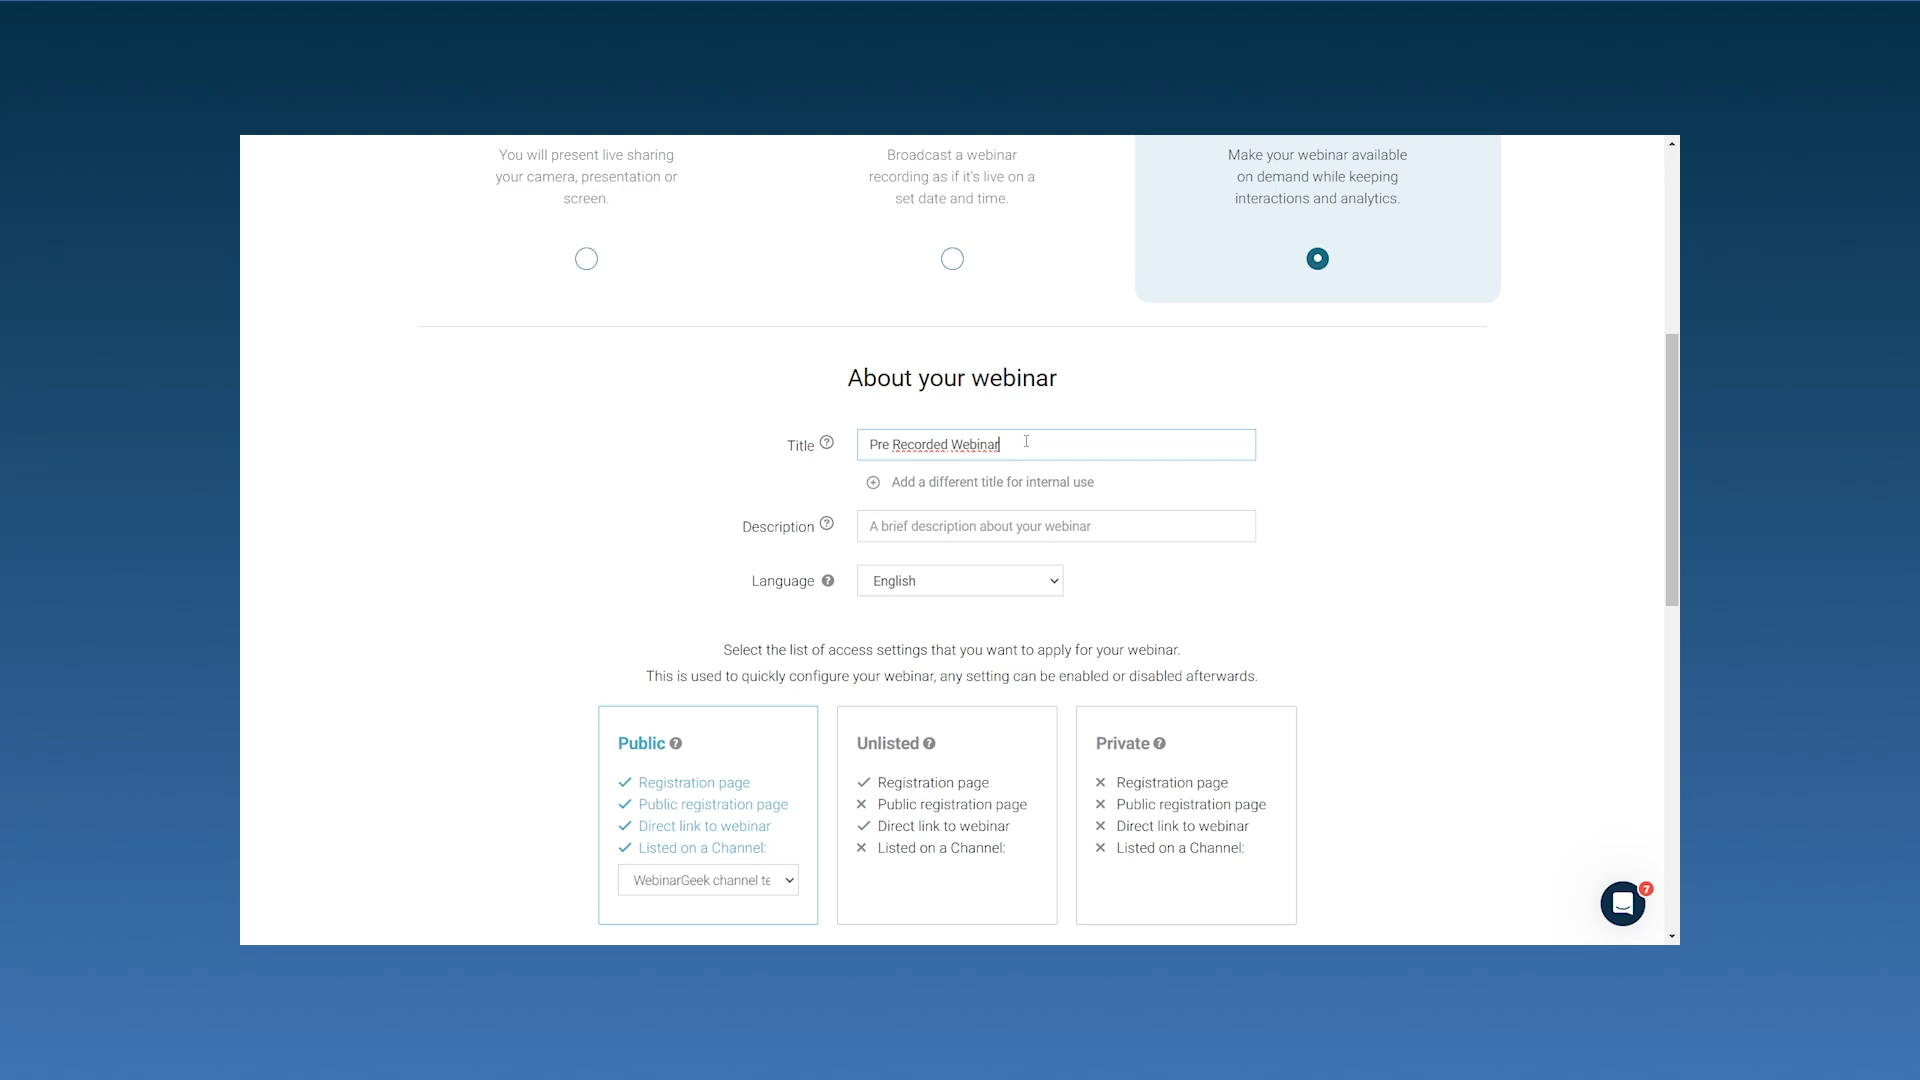 You will present live sharing
your camera, presentation or
screen.
Broadcast a webinar
recording as if it's live on a
set date and time.
Make your webinar available
on demand while keeping
interactions and analytics.
About your webinar
Title ?
Pre Recorded Webinar
Add a different title for internal use
Description ?
A brief description about your webinar
Language ?
English
Select the list of access settings that you want to apply for your webinar.
This is used to quickly configure your webinar, any setting can be enabled or disabled afterwards.
Public ?
Registration page
Public registration page
Direct link to webinar
Listed on a Channel:
WebinarGeek channel te
Unlisted ?
Registration page
Public registration page
Direct link to webinar
Listed on a Channel:
Private ?
Registration page
Public registration page
Direct link to webinar
Listed on a Channel:
7